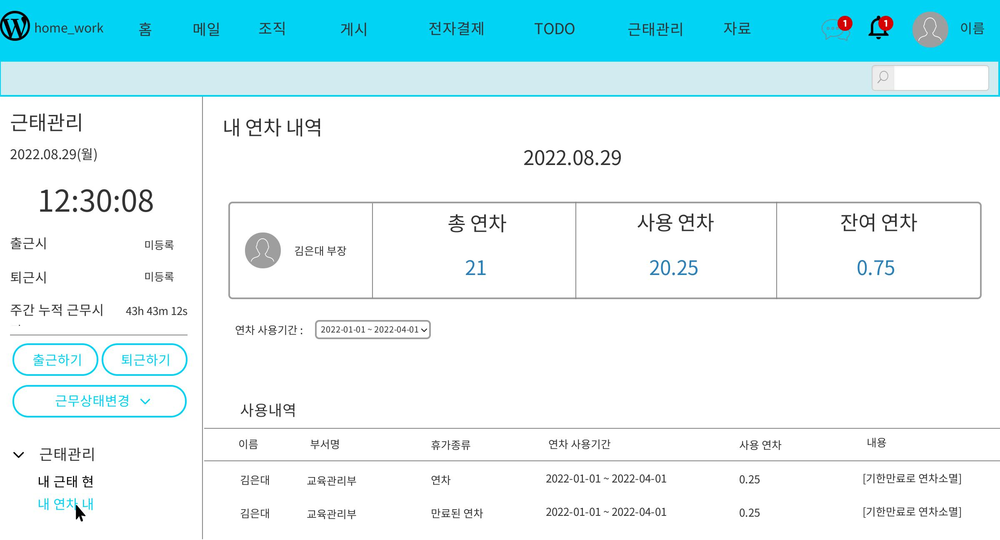 home_work 홈 메일 조직 게시 전자결제 TODO 근태관리 자료 1 1 이름
근태관리
2022.08.29(월)
12:30:08
출근시 미등록
퇴근시 미등록
주간 누적 근무시 43h 43m 12s
출근하기 퇴근하기
근무상태변경
근태관리
내 근태 현
내 연차 내
내 연차 내역
2022.08.29
김은대 부장
총 연차 사용 연차 잔여 연차
21 20.25 0.75
연차 사용기간 : 2022-01-01 ~ 2022-04-01
사용내역
이름 부서명 휴가종류 연차 사용기간 사용 연차 내용
김은대 교육관리부 연차 2022-01-01 ~ 2022-04-01 0.25 [기한만료로 연차소멸]
김은대 교육관리부 만료된 연차 2022-01-01 ~ 2022-04-01 0.25 [기한만료로 연차소멸]